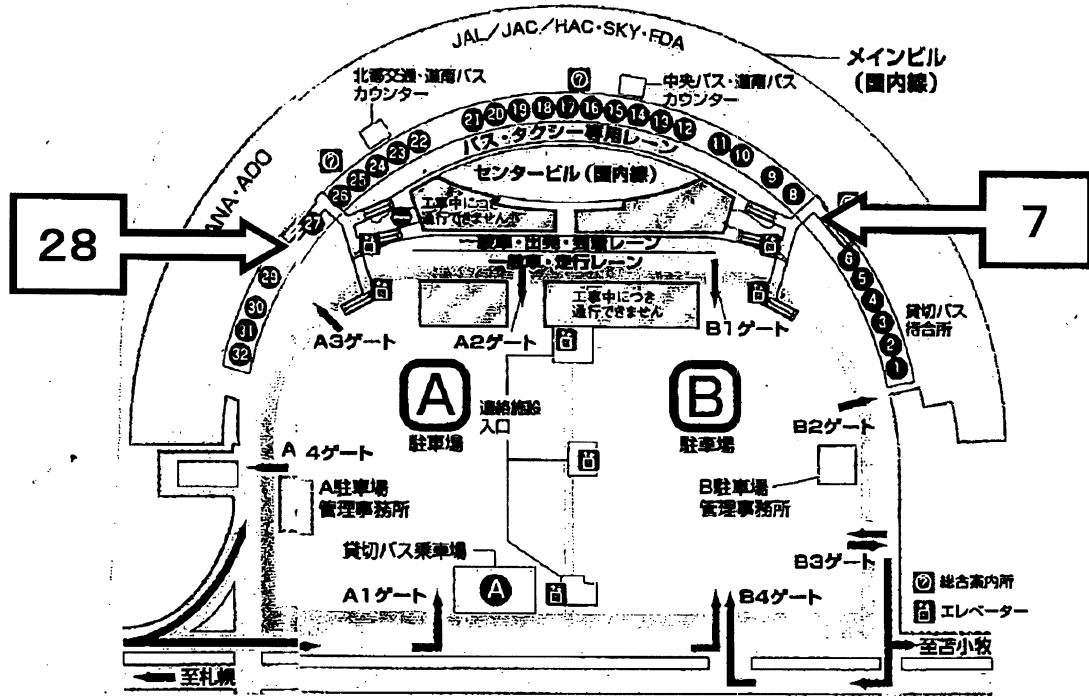 JAL/JAC/HAC・SKY・FDA
メインビル
(国内線)
北都交通・道南バス
カウンター
中央バス・道南バス
カウンター
ANA・ADO
21 20 19 18 17 16 15 14 13 12
22 23 24 25 26 27
11 10 9 8
バス・タクシー専用レーン
センタービル(国内線)
工事中につき
通行できません
28
7
一般車・走行レーン
工事中につき
通行できません
29
30
31
32
6
5
4
3
2
1
貸切バス
待合所
A3ゲート
A2ゲート
B1ゲート
A
駐車場
連絡施設
入口
B
駐車場
B2ゲート
A 4ゲート
A駐車場
管理事務所
B駐車場
管理事務所
貸切バス乗車場
A
A1ゲート
B3ゲート
B4ゲート
総合案内所
エレベーター
至札幌
至苫小牧